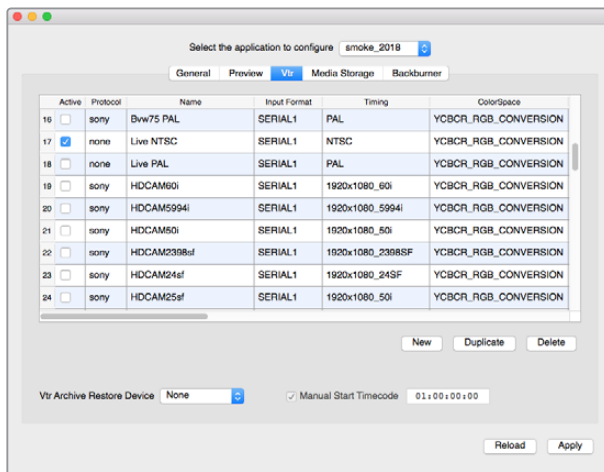 Select the application to configure smoke_2018
General Preview Vtr Media Storage Backburner
Active Protocol Name Input Format Timing ColorSpace
16 sony Bvw75 PAL SERIAL1 PAL YCBCR_RGB_CONVERSION
17 none Live NTSC SERIAL1 NTSC YCBCR_RGB_CONVERSION
18 none Live PAL SERIAL1 PAL YCBCR_RGB_CONVERSION
19 sony HDCAM60i SERIAL1 1920x1080_60i YCBCR_RGB_CONVERSION
20 sony HDCAM5994i SERIAL1 1920x1080_5994i YCBCR_RGB_CONVERSION
21 sony HDCAM50i SERIAL1 1920x1080_50i YCBCR_RGB_CONVERSION
22 sony HDCAM2398sf SERIAL1 1920x1080_2398SF YCBCR_RGB_CONVERSION
23 sony HDCAM24sf SERIAL1 1920x1080_24SF YCBCR_RGB_CONVERSION
24 sony HDCAM25sf SERIAL1 1920x1080_50i YCBCR_RGB_CONVERSION
New Duplicate Delete
Vtr Archive Restore Device None Manual Start Timecode 01:00:00:00
Reload Apply